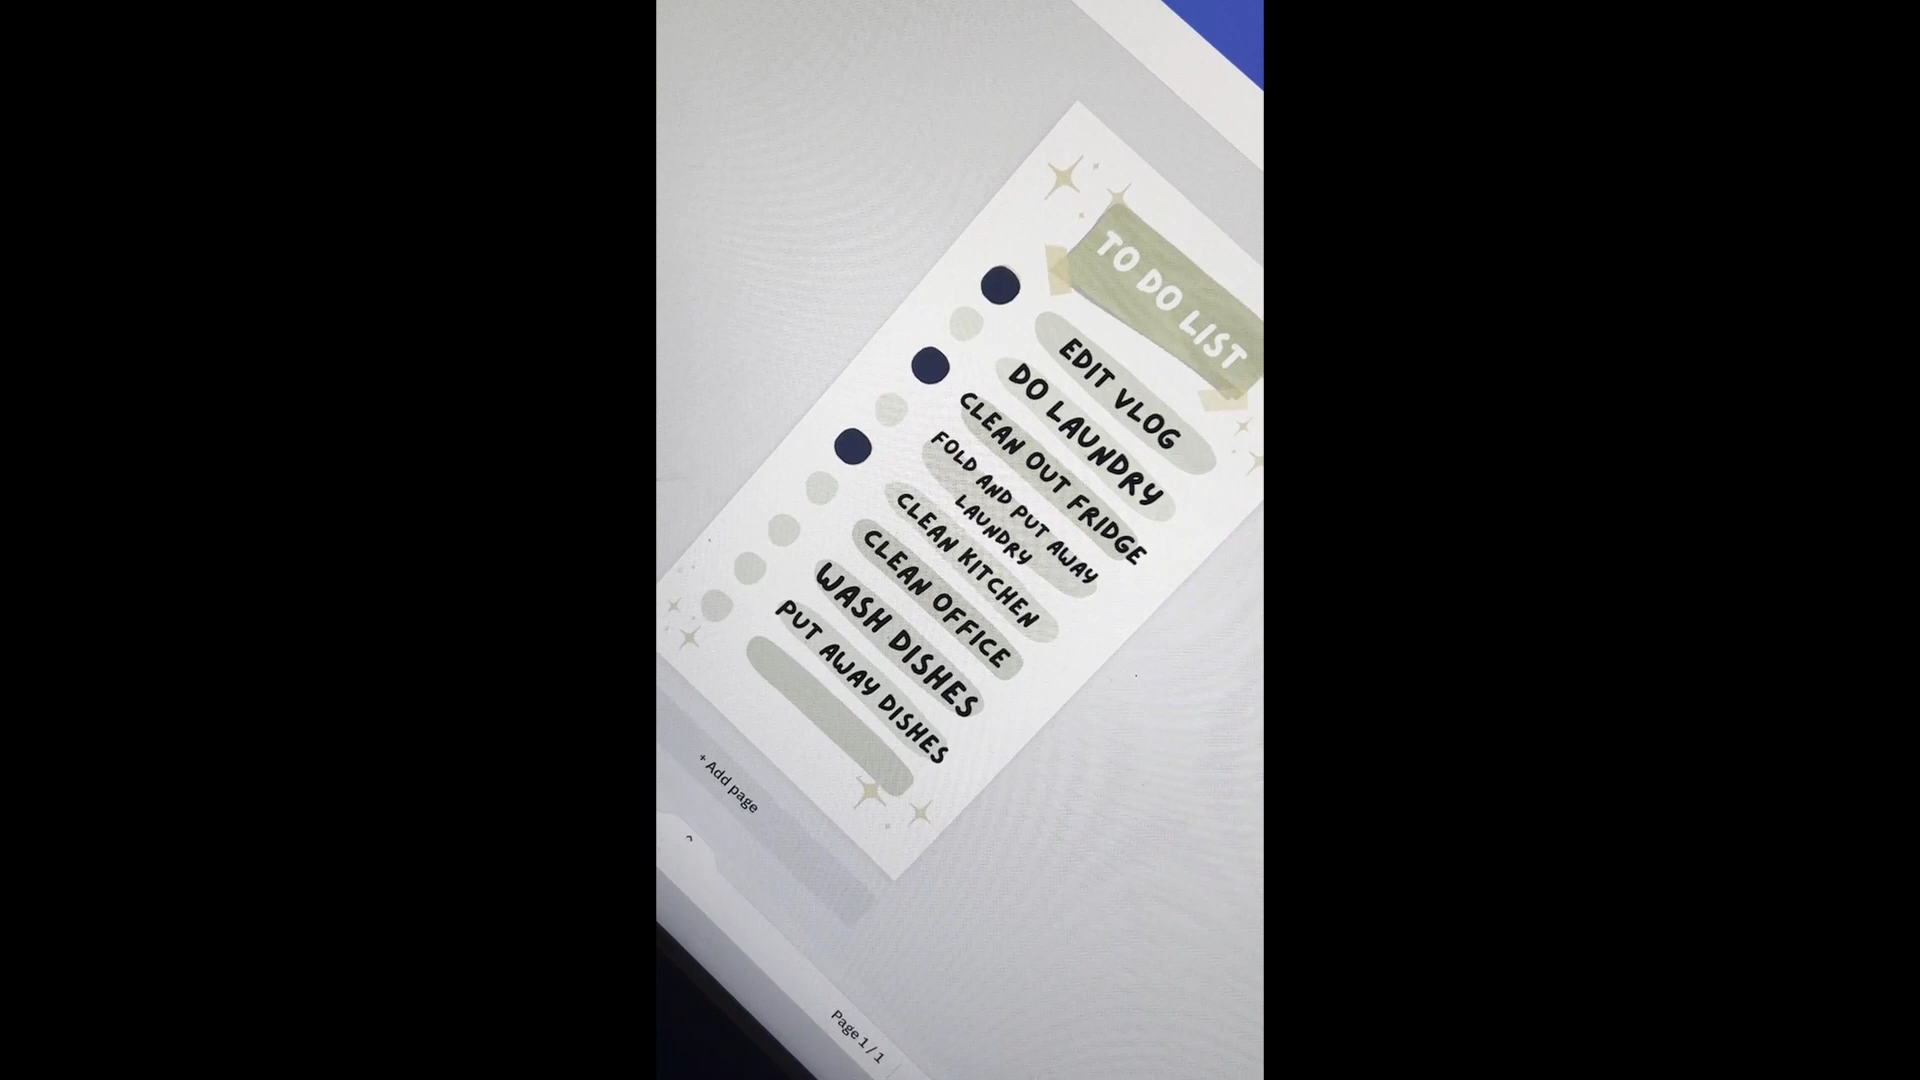 TO DO LIST
EDIT VLOG
DO LAUNDRY
CLEAN OUT FRIDGE
FOLD AND PUT AWAY
LAUNDRY
CLEAN KITCHEN
CLEAN OFFICE
WASH DISHES
PUT AWAY DISHES
+ Add page
Page 1 / 1